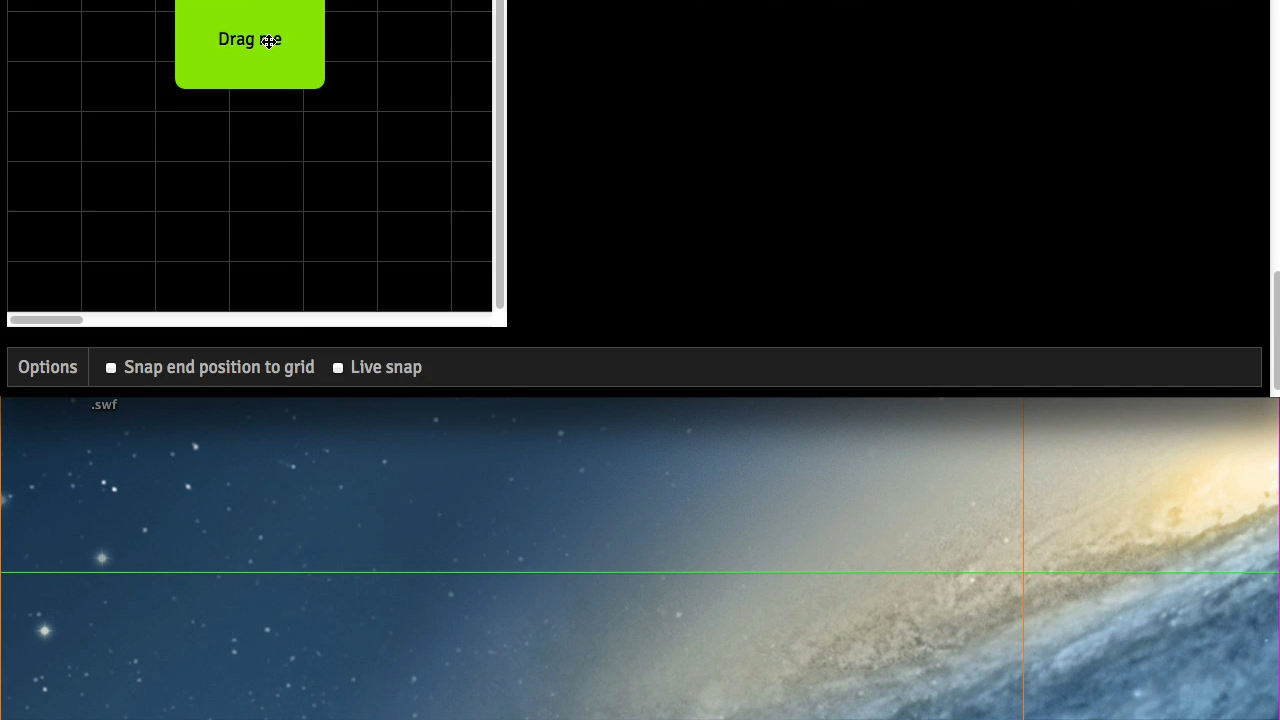 Drag me
Options
Snap end position to grid
Live snap
.swf